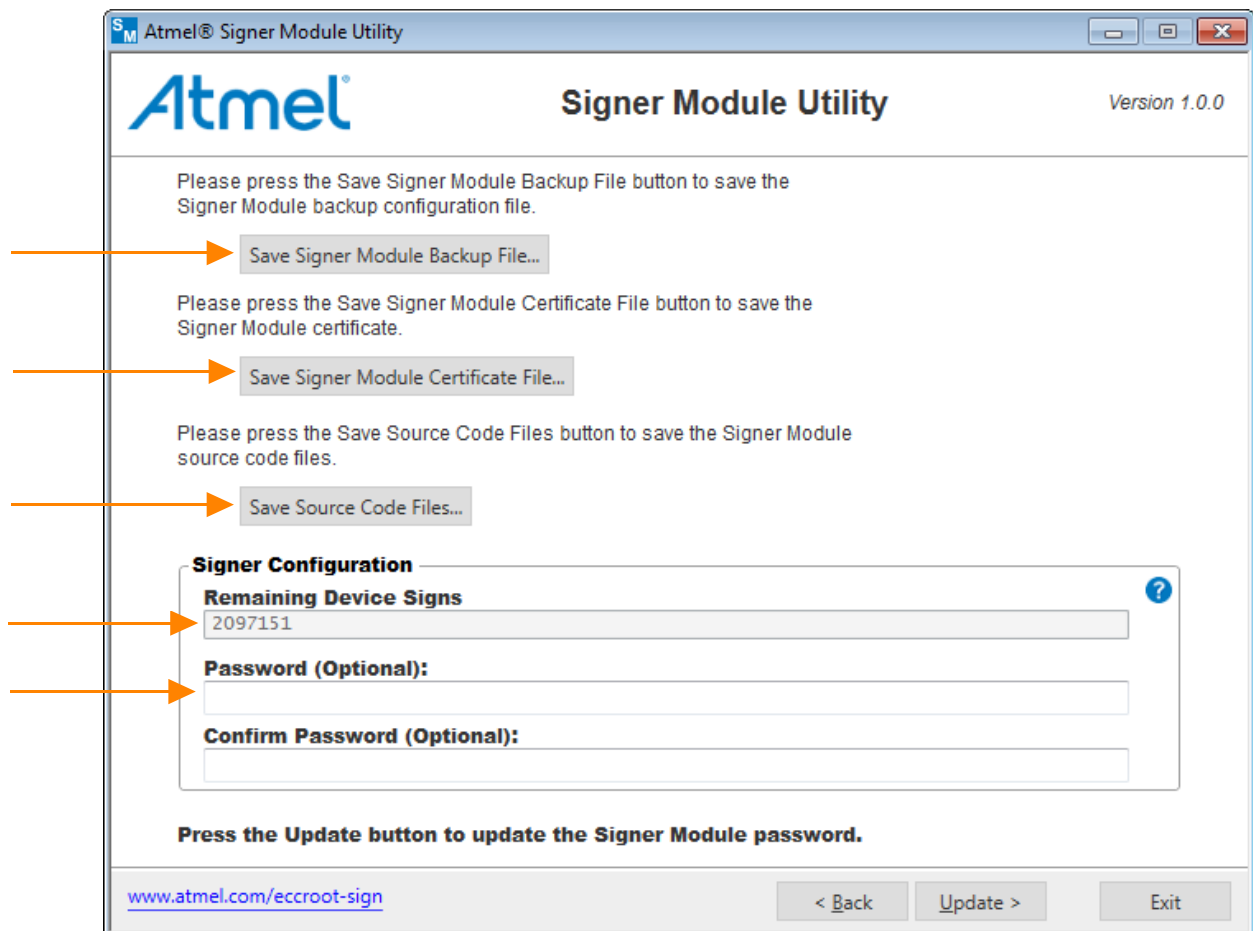 SM Atmel® Signer Module Utility
Atmel® Signer Module Utility Version 1.0.0
Please press the Save Signer Module Backup File button to save the
Signer Module backup configuration file.
Save Signer Module Backup File...
Please press the Save Signer Module Certificate File button to save the
Signer Module certificate.
Save Signer Module Certificate File...
Please press the Save Source Code Files button to save the Signer Module
source code files.
Save Source Code Files...
Signer Configuration
Remaining Device Signs
?
2097151
Password (Optional):
Confirm Password (Optional):
Press the Update button to update the Signer Module password.
www.atmel.com/eccroot-sign < Back Update > Exit